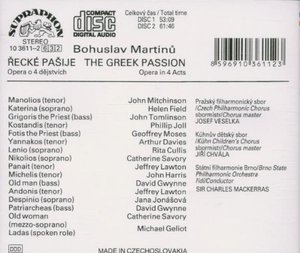 SUPRAPHON
STEREO
10 3611-2 632
COMPACT
disc
DIGITAL AUDIO
Celkový čas / Total time
DISC 1 53:09
DISC 2 61:46
Bohuslav Martinů
ŘECKÉ PAŠIJE THE GREEK PASSION
Opera o 4 dějstvích Opera in 4 Acts
8 596910 361123
Manolios (tenor) John Mitchinson
Katerina (soprano) Helen Field
Grigoris the Priest (bass) John Tomlinson
Kostandis (tenor) Phillip Joll
Fotis the Priest (bass) Geoffrey Moses
Yannakos (tenor) Arthur Davies
Lenio (soprano) Rita Cullis
Nikolios (soprano) Catherine Savory
Panait (tenor) Jeffrey Lawton
Michelis (tenor) John Harris
Old man (bass) David Gwynne
Andonis (tenor) Jeffrey Lawton
Despinio (soprano) Jana Jonášová
Patriarcheas (bass) David Gwynne
Old woman Catherine Savory
(mezzo-soprano)
Ladas (spoken role) Michael Geliot
Pražský filharmonický sbor
(Czech Philharmonic Chorus
sbormistr/Chorus master
JOSEF VESELKA
Kühnův dětský sbor
(Kühn Children's Chorus
sbormistr/Chorus master
JIŘÍ CHVÁLA
Státní filharmonie Brno/Brno State
Philharmonic Orchestra
řídí/Conductor
SIR CHARLES MACKERRAS
MADE IN CZECHOSLOVAKIA